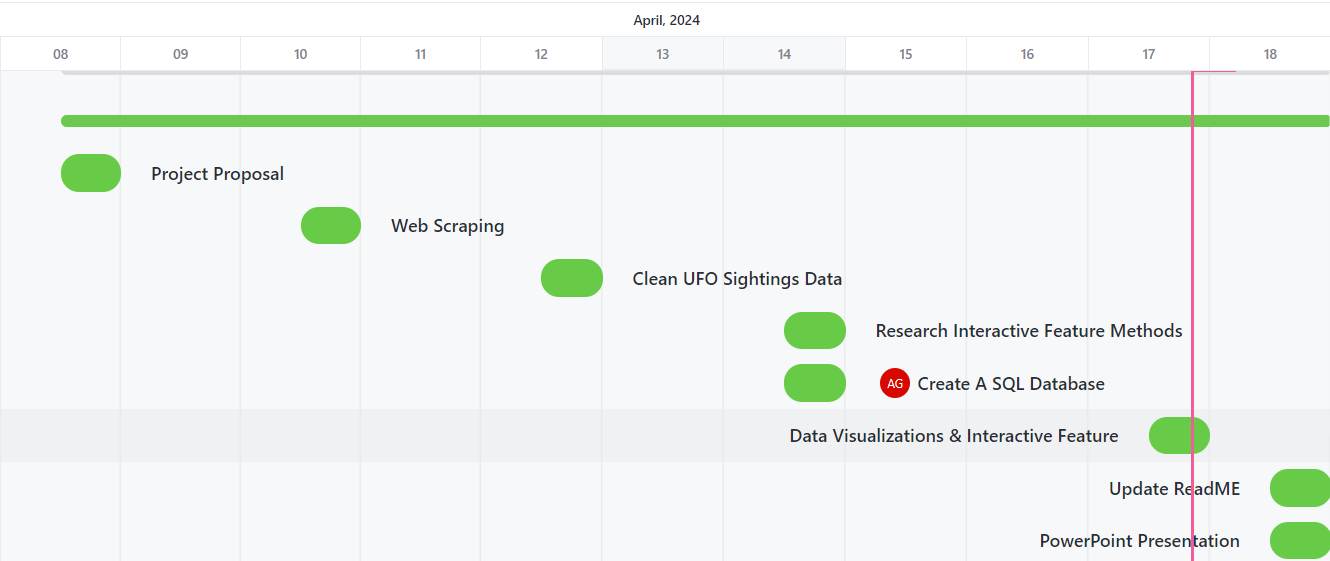 April, 2024
08 09 10 11 12 13 14 15 16 17 18
Project Proposal
Web Scraping
Clean UFO Sightings Data
Research Interactive Feature Methods
AG Create A SQL Database
Data Visualizations & Interactive Feature
Update ReadME
PowerPoint Presentation